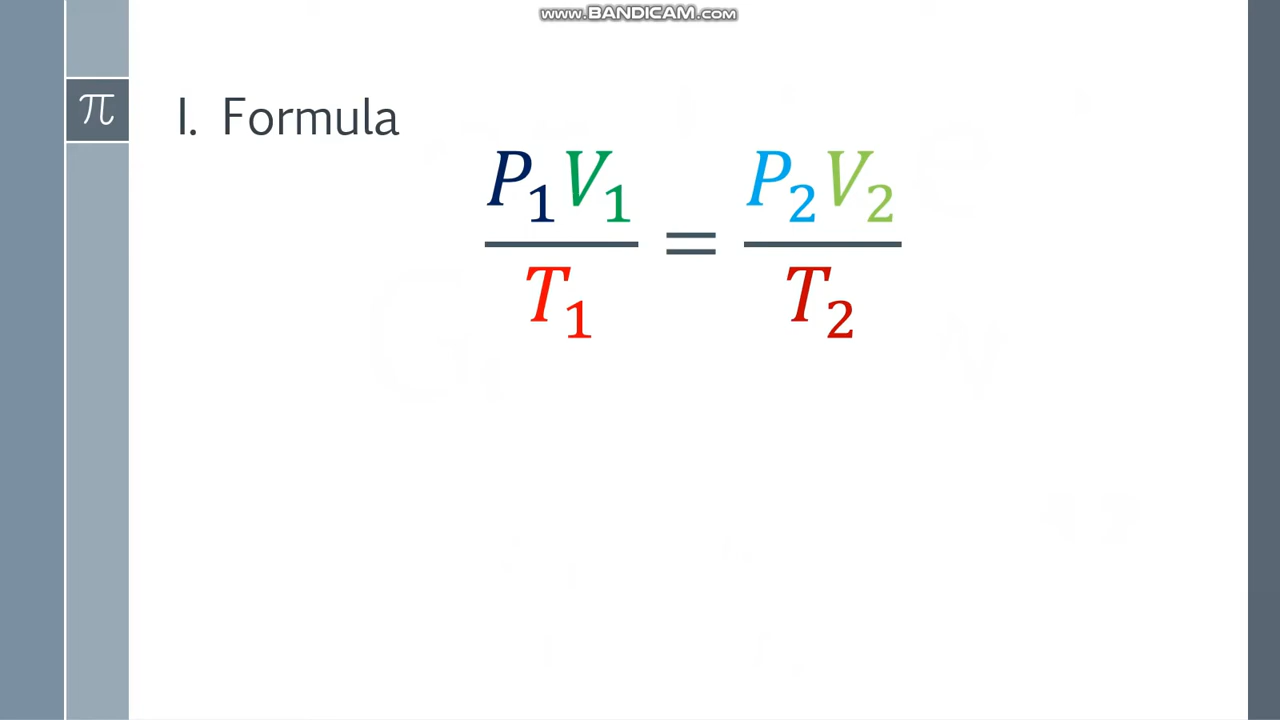 www.BANDICAM.com
π
I. Formula
P₁V₁/T₁ = P₂V₂/T₂